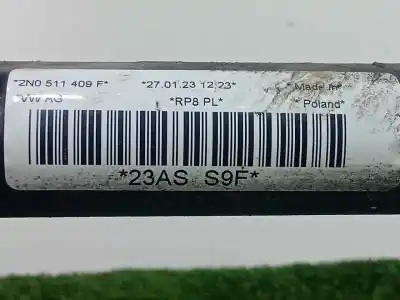 *2N0 511 409 F* *27.01.23 12:23* * Made in*
VW AG *RP8 PL* * Poland*
*23AS S9F*